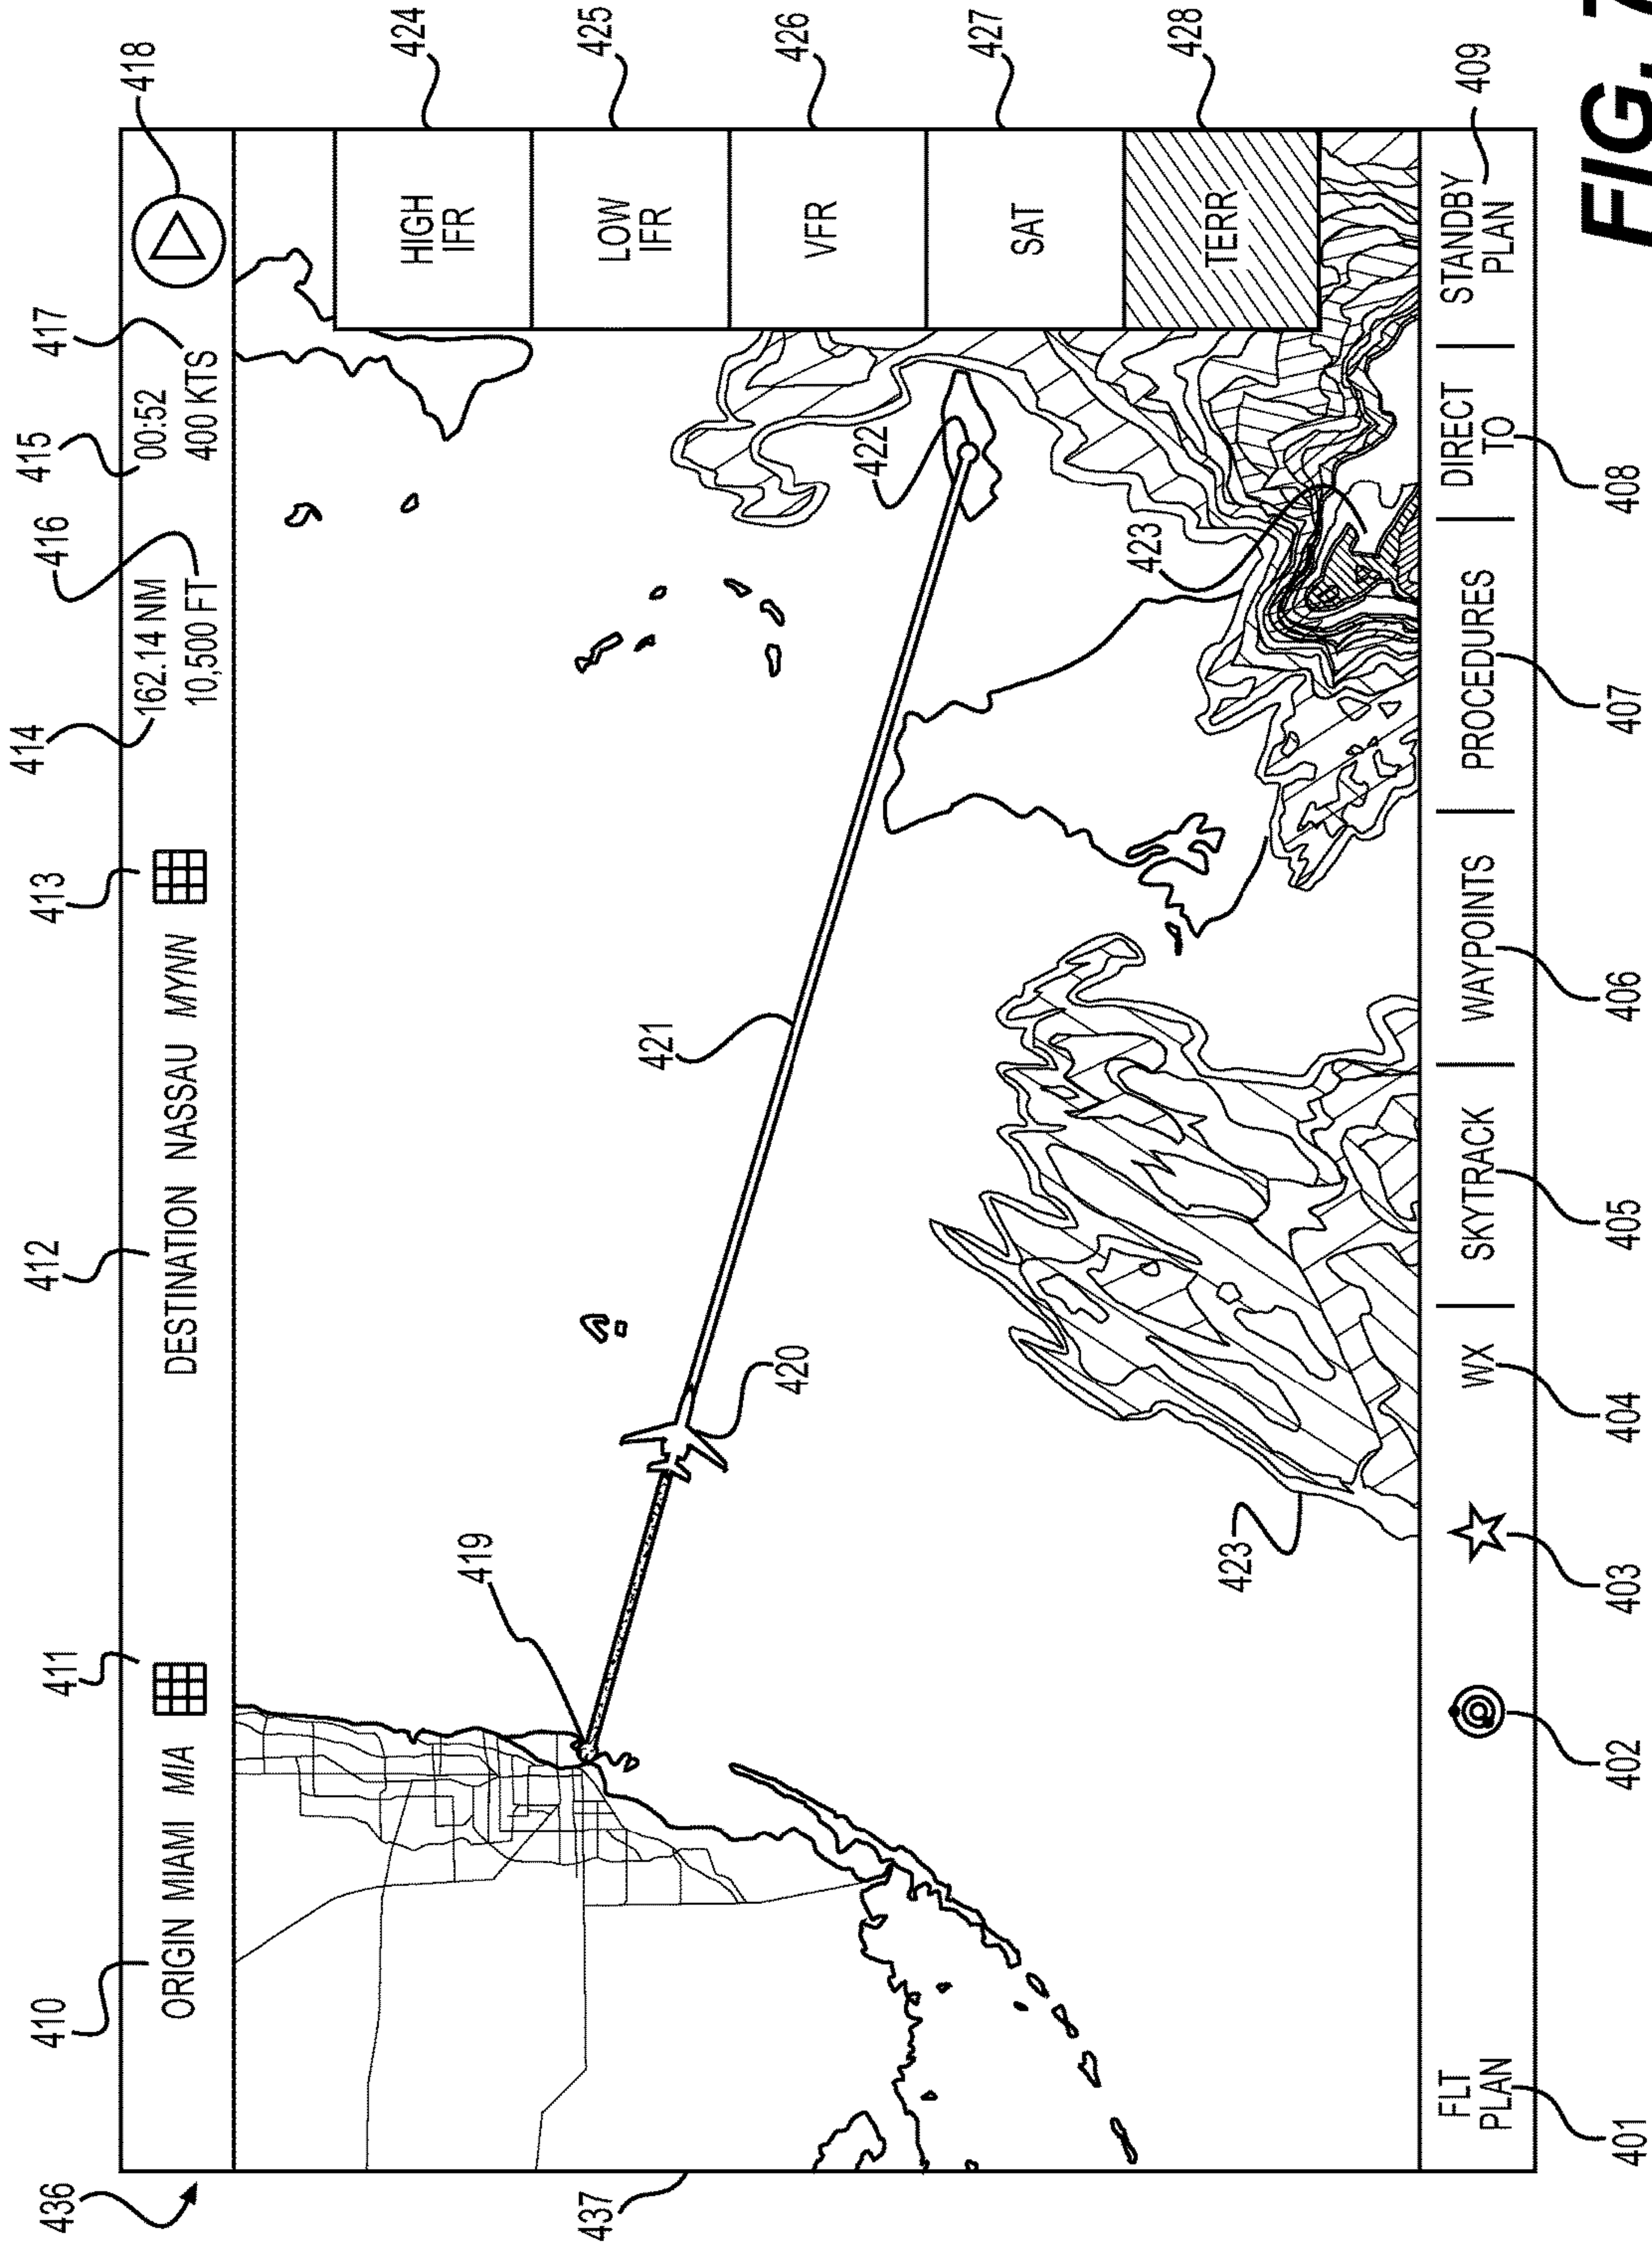 436
410
411
412
413
414
416
415
417
418
ORIGIN MIAMI MIA
DESTINATION NASSAU MYNN
162.14 NM
00:52
10,500 FT
400 KTS
HIGH
IFR
424
LOW
IFR
425
VFR
426
SAT
427
TERR
428
419
420
421
422
423
423
437
FLT
PLAN
WX
SKYTRACK
WAYPOINTS
PROCEDURES
DIRECT
TO
STANDBY
PLAN
409
401
402
403
404
405
406
407
408
FIG. 7